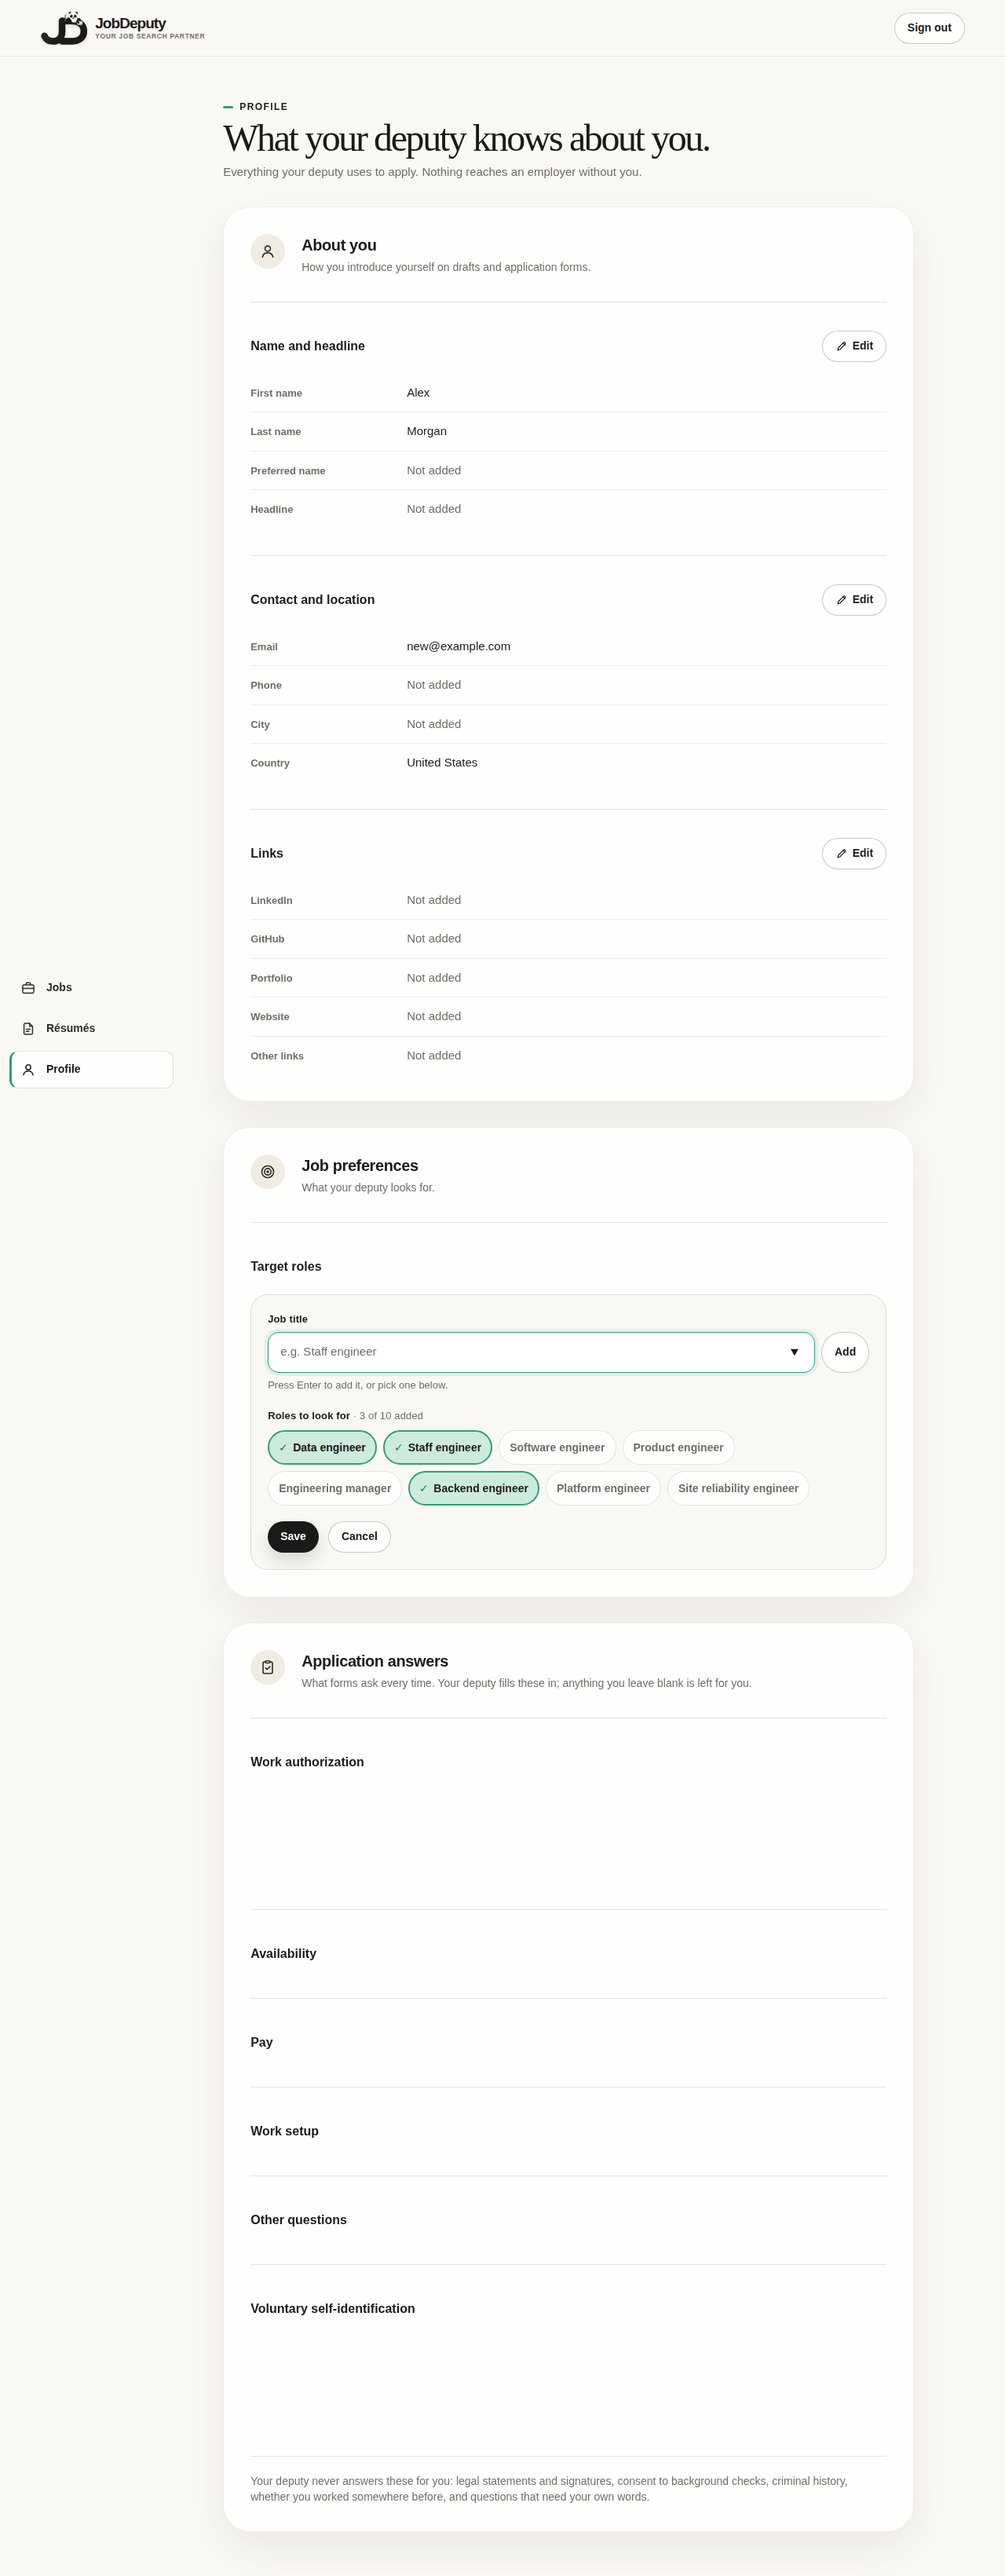 JobDeputy
YOUR JOB SEARCH PARTNER
Sign out
PROFILE
What your deputy knows about you.
Everything your deputy uses to apply. Nothing reaches an employer without you.
About you
How you introduce yourself on drafts and application forms.
Name and headline
Edit
First name
Alex
Last name
Morgan
Preferred name
Not added
Headline
Not added
Contact and location
Edit
Email
new@example.com
Phone
Not added
City
Not added
Country
United States
Links
Edit
LinkedIn
Not added
GitHub
Not added
Portfolio
Not added
Website
Not added
Other links
Not added
Jobs
Résumés
Profile
Job preferences
What your deputy looks for.
Target roles
Job title
e.g. Staff engineer
Add
Press Enter to add it, or pick one below.
Roles to look for · 3 of 10 added
✓ Data engineer
✓ Staff engineer
Software engineer
Product engineer
Engineering manager
✓ Backend engineer
Platform engineer
Site reliability engineer
Save
Cancel
Application answers
What forms ask every time. Your deputy fills these in; anything you leave blank is left for you.
Work authorization
Availability
Pay
Work setup
Other questions
Voluntary self-identification
Your deputy never answers these for you: legal statements and signatures, consent to background checks, criminal history,
whether you worked somewhere before, and questions that need your own words.